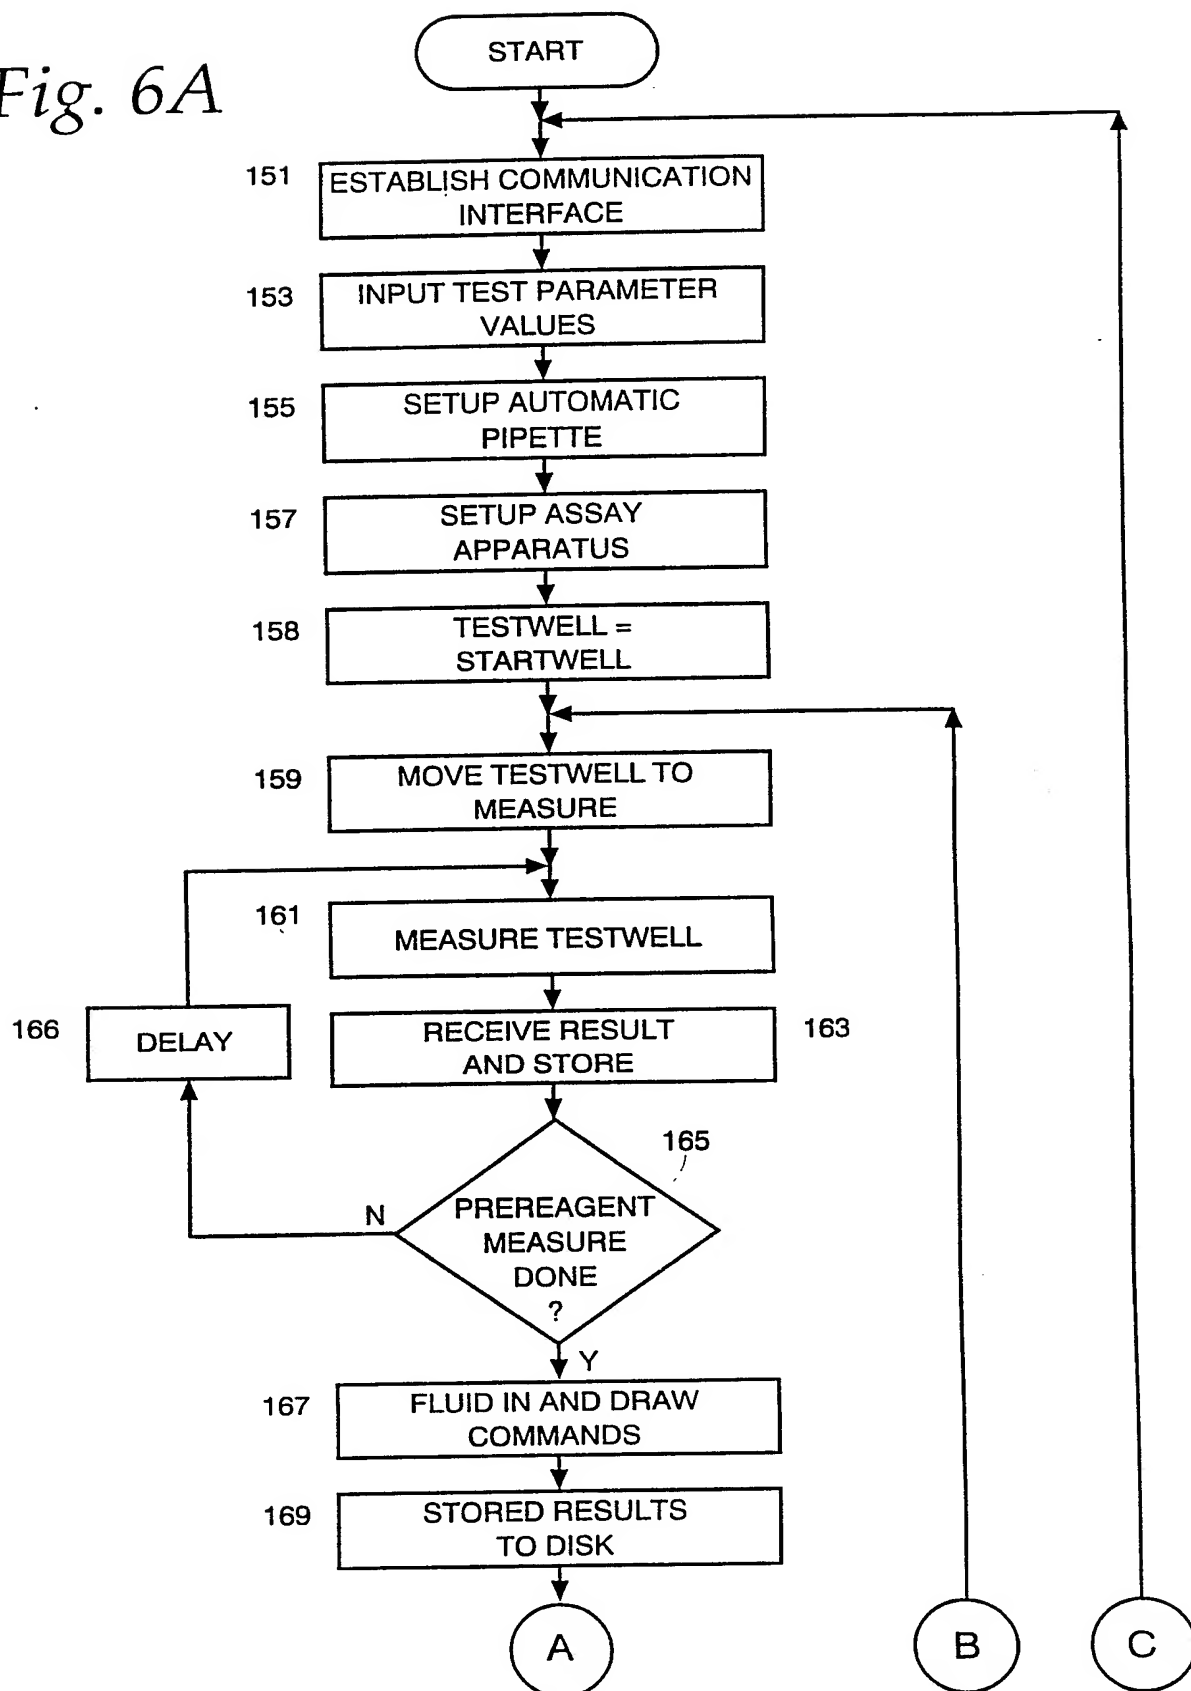 START
Fig. 6A
151
ESTABLISH COMMUNICATION
INTERFACE
153
INPUT TEST PARAMETER
VALUES
155
SETUP AUTOMATIC
PIPETTE
157
SETUP ASSAY
APPARATUS
158
TESTWELL =
STARTWELL
159
MOVE TESTWELL TO
MEASURE
161
MEASURE TESTWELL
166
DELAY
RECEIVE RESULT
AND STORE
163
165
N
PREREAGENT
MEASURE
DONE
?
Y
167
FLUID IN AND DRAW
COMMANDS
169
STORED RESULTS
TO DISK
A
B
C